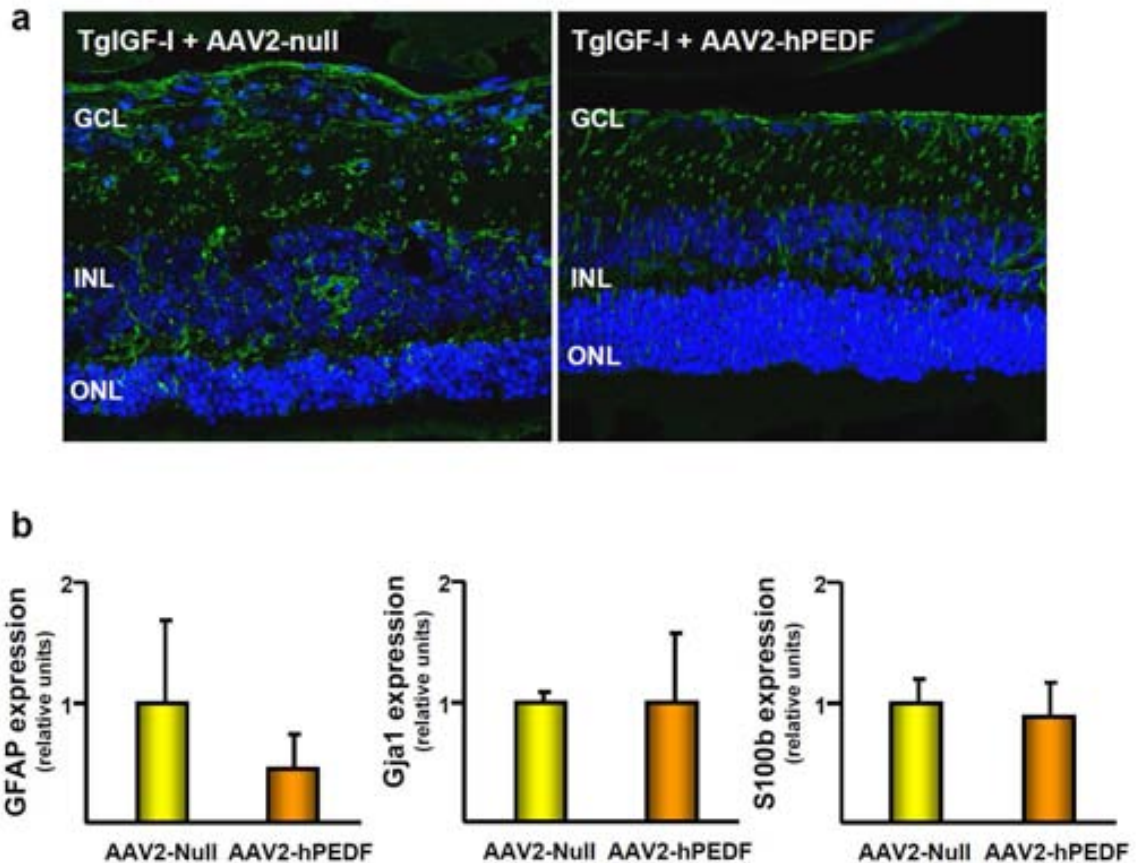 a
TgIGF-I + AAV2-null
TgIGF-I + AAV2-hPEDF
GCL
GCL
INL
INL
ONL
ONL
b
GFAP expression
(relative units)
2
1
AAV2-Null AAV2-hPEDF
Gja1 expression
(relative units)
2
1
AAV2-Null AAV2-hPEDF
S100b expression
(relative units)
2
1
AAV2-Null AAV2-hPEDF